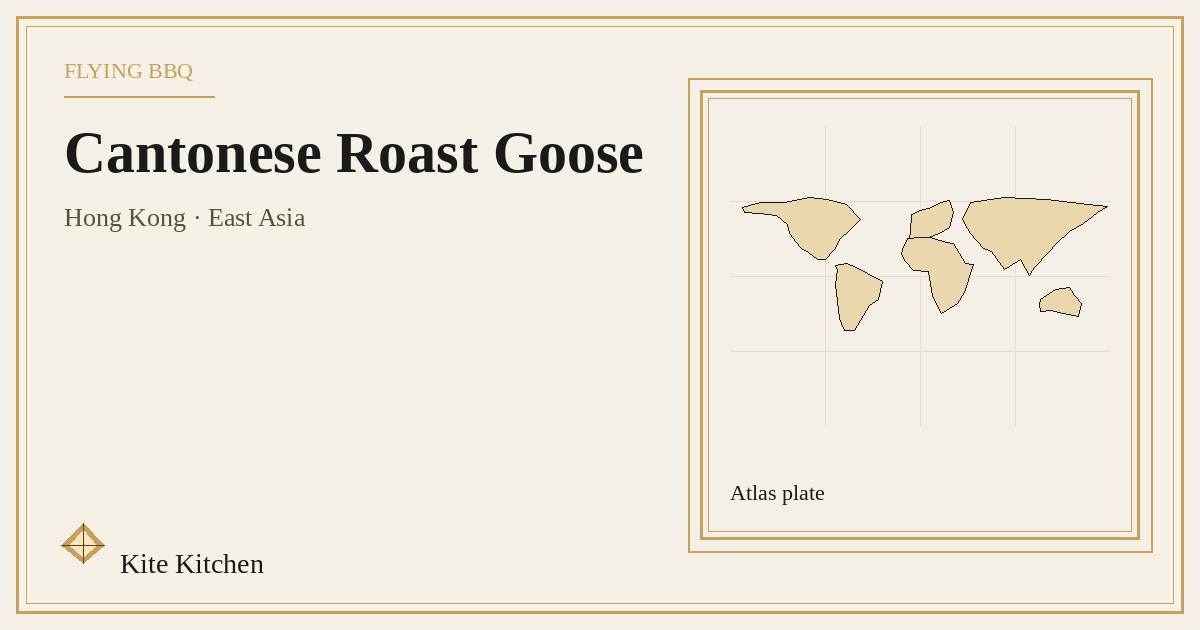 FLYING BBQ
Cantonese Roast Goose
Hong Kong · East Asia
Atlas plate
Kite Kitchen